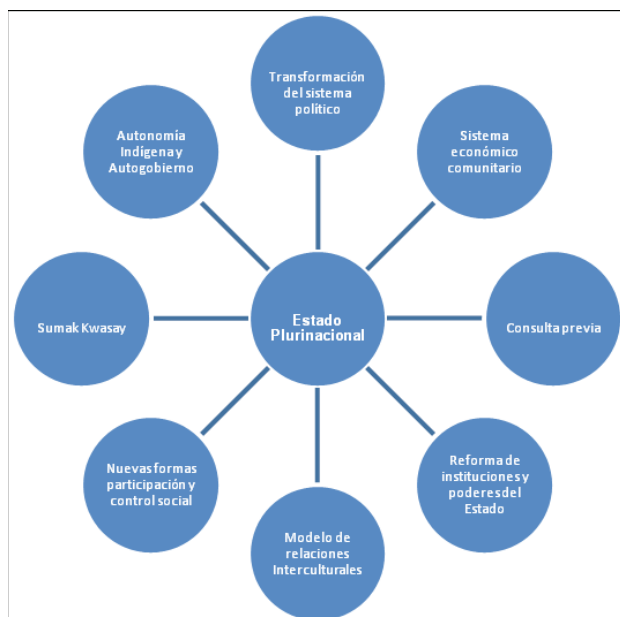 Transformación
del sistema
político
Sistema
económico
comunitario
Consulta previa
Reforma de
instituciones y
poderes del
Estado
Modelo de
relaciones
Interculturales
Nuevas formas
participación y
control social
Sumak Kwasay
Autonomía
Indígena y
Autogobierno
Estado
Plurinacional